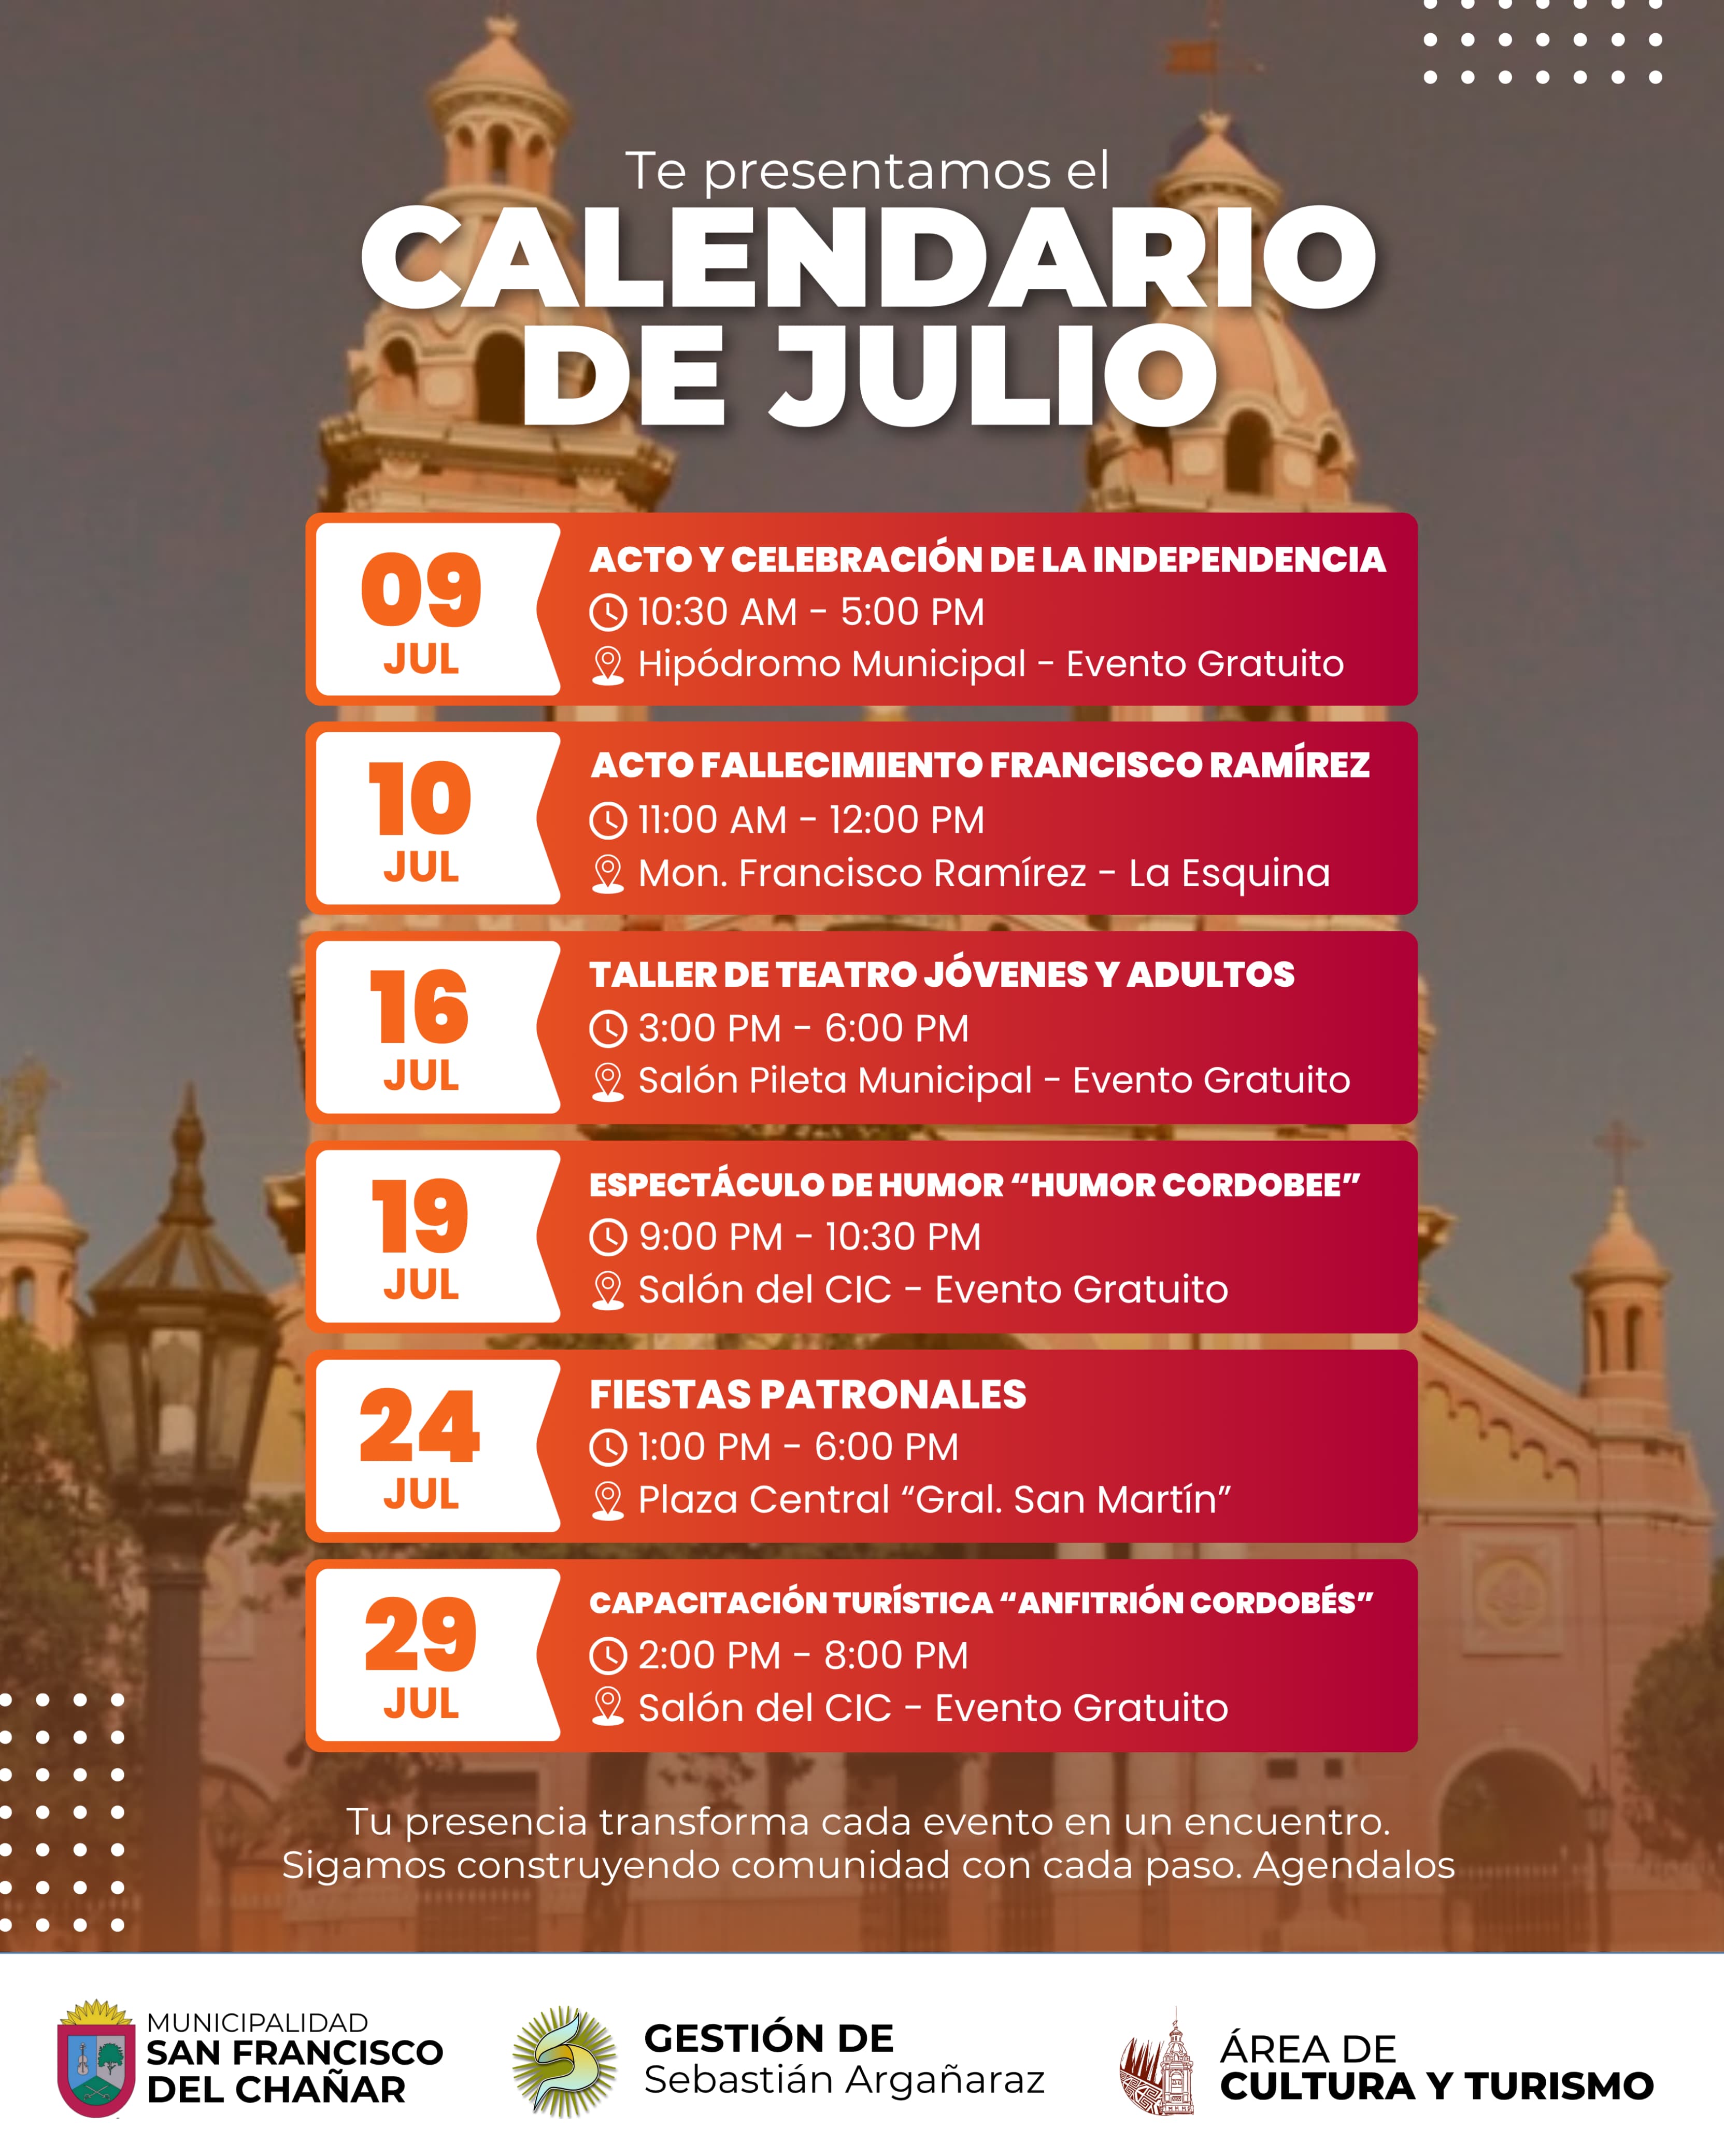 Te presentamos el
CALENDARIO
DE JULIO
09
JUL
ACTO Y CELEBRACIÓN DE LA INDEPENDENCIA
10:30 AM - 5:00 PM
Hipódromo Municipal - Evento Gratuito
10
JUL
ACTO FALLECIMIENTO FRANCISCO RAMÍREZ
11:00 AM - 12:00 PM
Mon. Francisco Ramírez - La Esquina
16
JUL
TALLER DE TEATRO JÓVENES Y ADULTOS
3:00 PM - 6:00 PM
Salón Pileta Municipal - Evento Gratuito
19
JUL
ESPECTÁCULO DE HUMOR “HUMOR CORDOBEE”
9:00 PM - 10:30 PM
Salón del CIC - Evento Gratuito
24
JUL
FIESTAS PATRONALES
1:00 PM - 6:00 PM
Plaza Central “Gral. San Martín”
29
JUL
CAPACITACIÓN TURÍSTICA “ANFITRIÓN CORDOBÉS”
2:00 PM - 8:00 PM
Salón del CIC - Evento Gratuito
Tu presencia transforma cada evento en un encuentro.
Sigamos construyendo comunidad con cada paso. Agendalos
MUNICIPALIDAD
SAN FRANCISCO
DEL CHAÑAR
GESTIÓN DE
Sebastián Argañaraz
ÁREA DE
CULTURA Y TURISMO